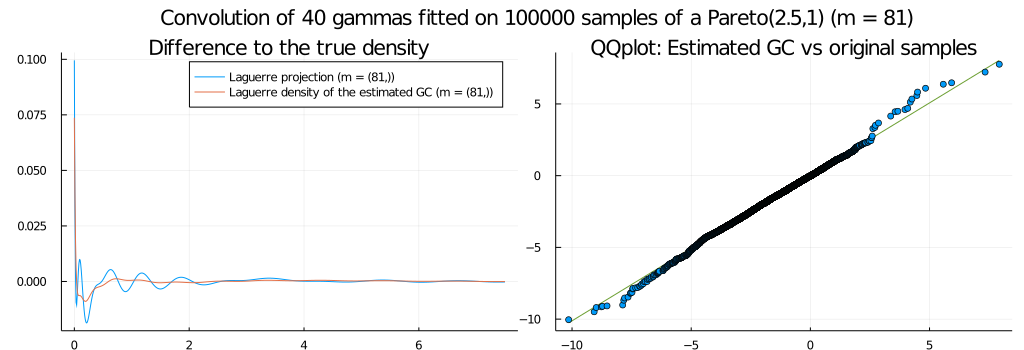 Convolution of 40 gammas fitted on 100000 samples of a Pareto(2.5,1) (m = 81)
Difference to the true density
Laguerre projection (m = (81,))
Laguerre density of the estimated GC (m = (81,))
0.100
0.075
0.050
0.025
0.000
0 2 4 6
QQplot: Estimated GC vs original samples
5
0
−5
−10
−10 −5 0 5